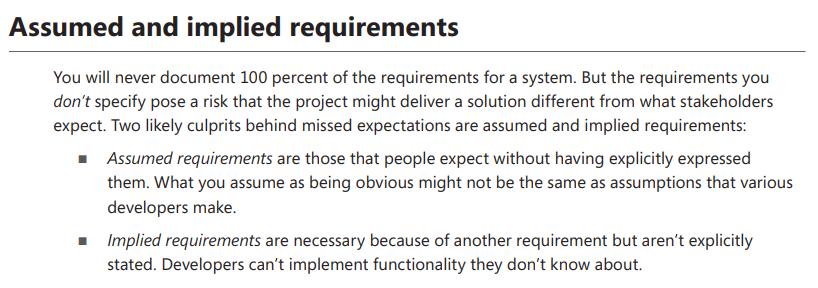 Assumed and implied requirements
You will never document 100 percent of the requirements for a system. But the requirements you
don’t specify pose a risk that the project might deliver a solution different from what stakeholders
expect. Two likely culprits behind missed expectations are assumed and implied requirements:
■ Assumed requirements are those that people expect without having explicitly expressed
them. What you assume as being obvious might not be the same as assumptions that various
developers make.
■ Implied requirements are necessary because of another requirement but aren’t explicitly
stated. Developers can’t implement functionality they don’t know about.